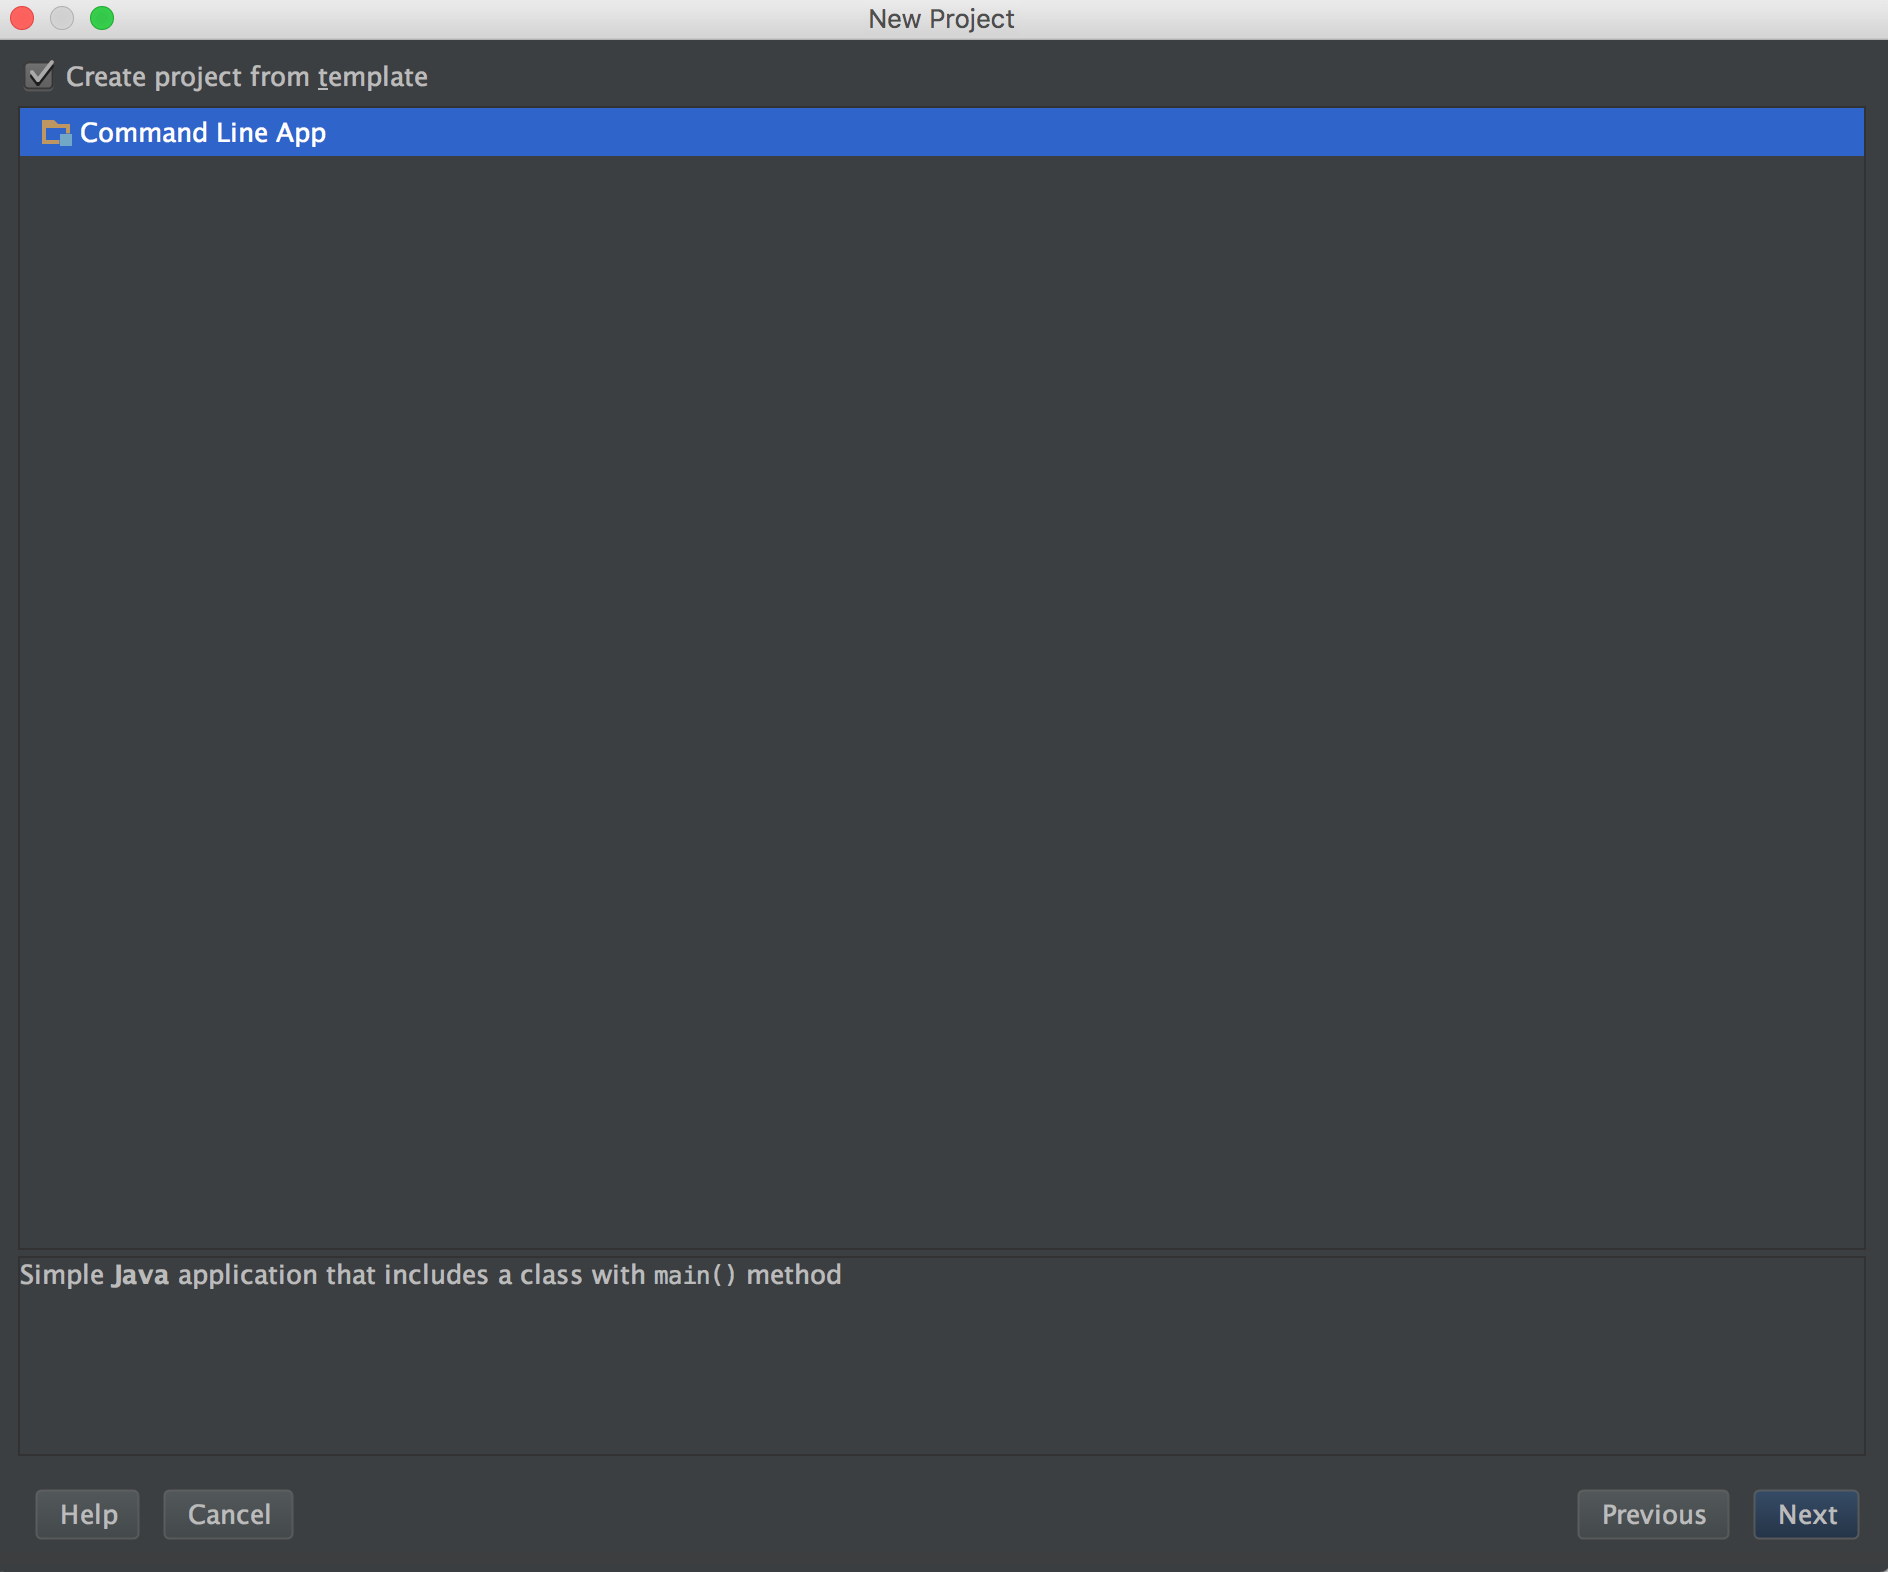 New Project
Create project from template
Command Line App
Simple Java application that includes a class with main() method
Help
Cancel
Previous
Next